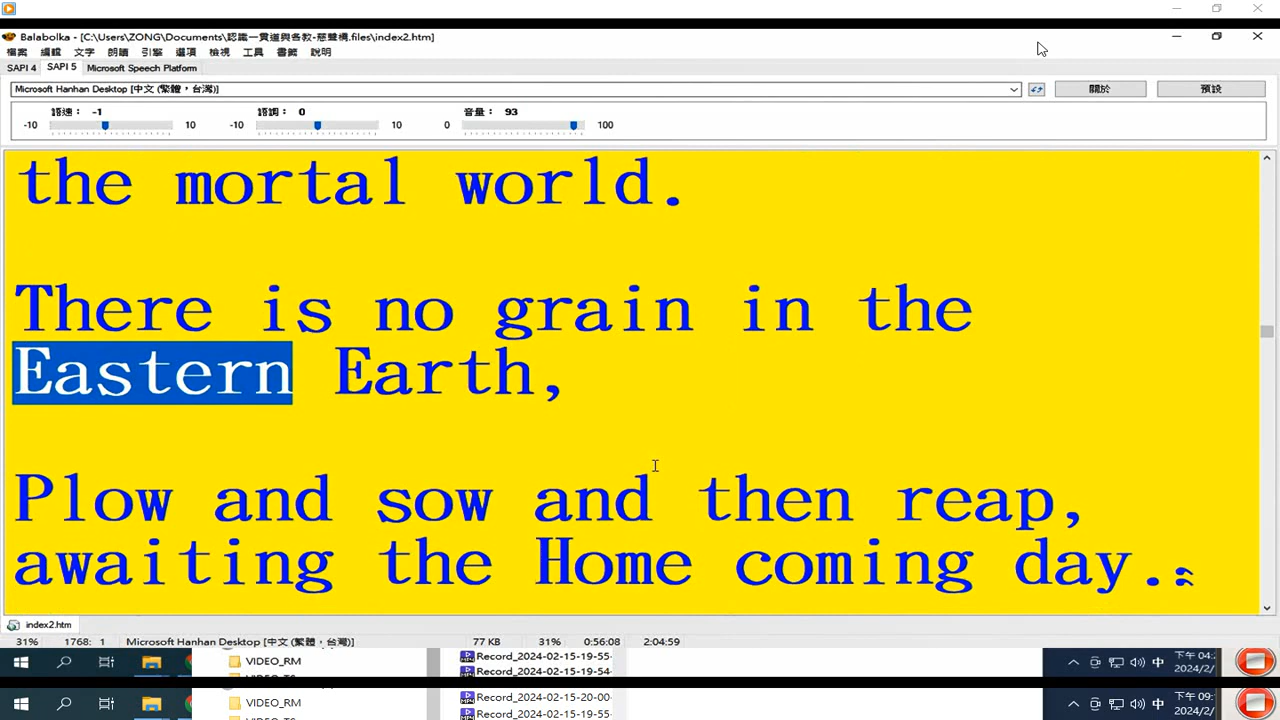 Balabolka - [C:\Users\ZONG\Documents\認識一貫道與各教-慈聲橋.files\index2.htm]
檔案 編輯 文字 朗讀 引擎 選項 檢視 工具 書籤 說明
SAPI 4 SAPI 5 Microsoft Speech Platform
Microsoft Hanhan Desktop [中文 (繁體，台灣)] 關於 預設
語速： -1 語調： 0 音量： 93
-10 10 -10 10 0 100
the mortal world.
There is no grain in the
Eastern Earth,
Plow and sow and then reap,
awaiting the Home coming day.
index2.htm
31% 1768: 1 Microsoft Hanhan Desktop [中文 (繁體，台灣)] 77 KB 31% 0:56:08 2:04:59
VIDEO_RM Record_2024-02-15-19-55- 中 下午 04:
Record_2024-02-15-19-54- 2024/2/
VIDEO_RM Record_2024-02-15-20-00- 中 下午 09:
Record_2024-02-15-19-55- 2024/2/